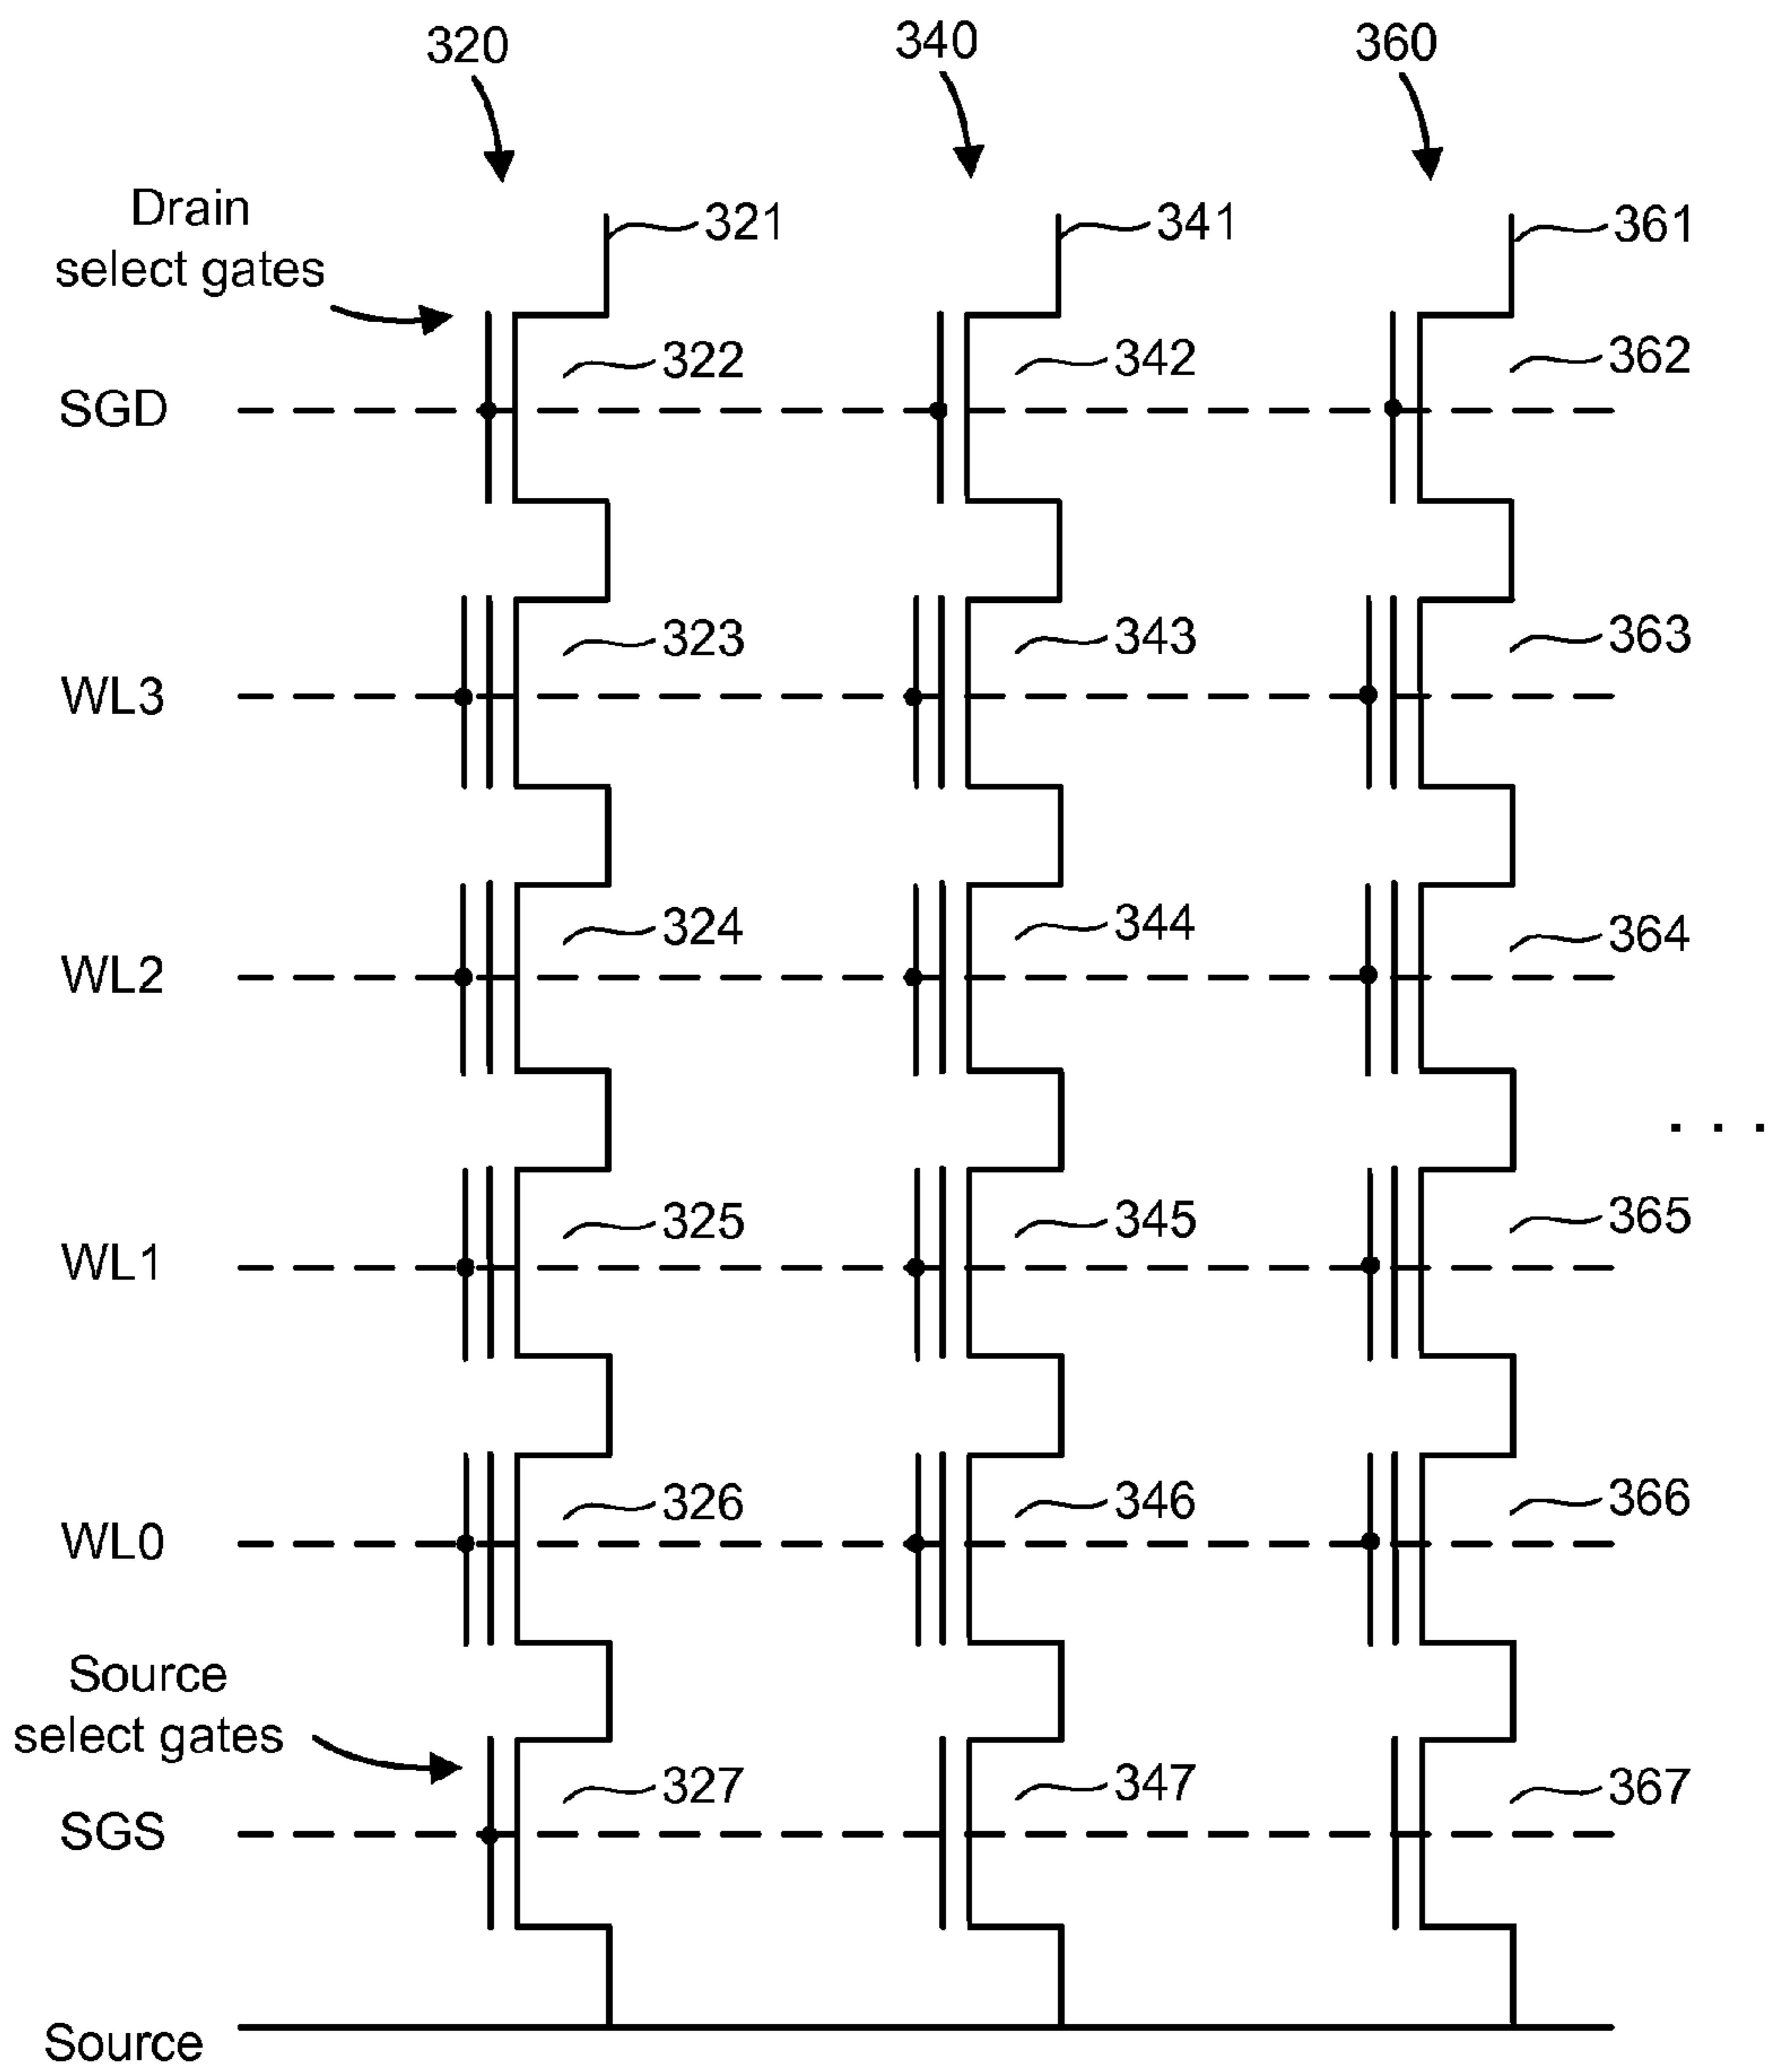 320 340 360
Drain
select gates
321 341 361
322 342 362
SGD
323 343 363
WL3
324 344 364
WL2
. . .
325 345 365
WL1
326 346 366
WL0
Source
select gates
327 347 367
SGS
Source